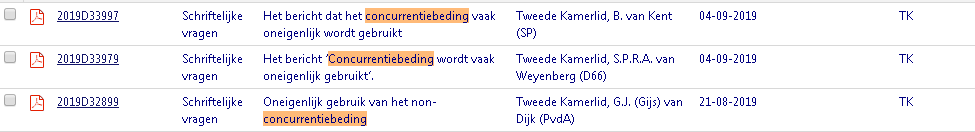 2019D33997 Schriftelijke vragen Het bericht dat het concurrentiebeding vaak oneigenlijk wordt gebruikt Tweede Kamerlid, B. van Kent (SP) 04-09-2019 TK
2019D33979 Schriftelijke vragen Het bericht ‘Concurrentiebeding wordt vaak oneigenlijk gebruikt’. Tweede Kamerlid, S.P.R.A. van Weyenberg (D66) 04-09-2019 TK
2019D32899 Schriftelijke vragen Oneigenlijk gebruik van het non-concurrentiebeding Tweede Kamerlid, G.J. (Gijs) van Dijk (PvdA) 21-08-2019 TK